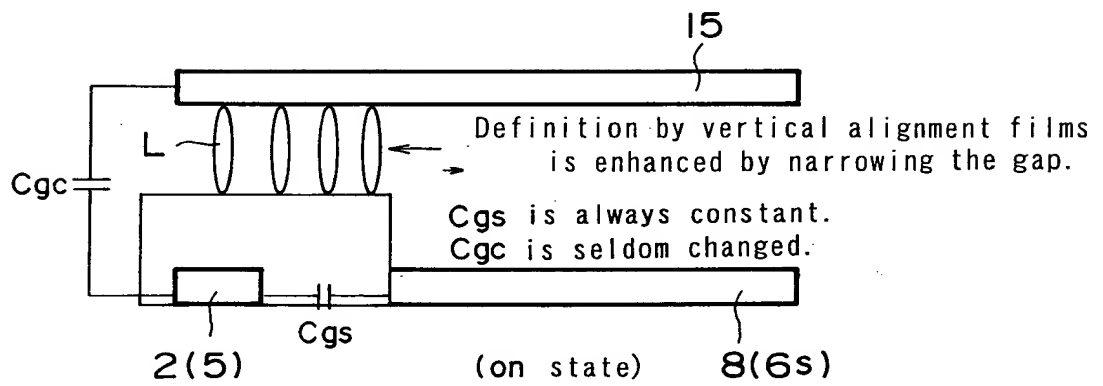 15
L
Definition by vertical alignment films
is enhanced by narrowing the gap.
Cgc
Cgs is always constant.
Cgc is seldom changed.
Cgs
2(5)
(on state)
8(6s)